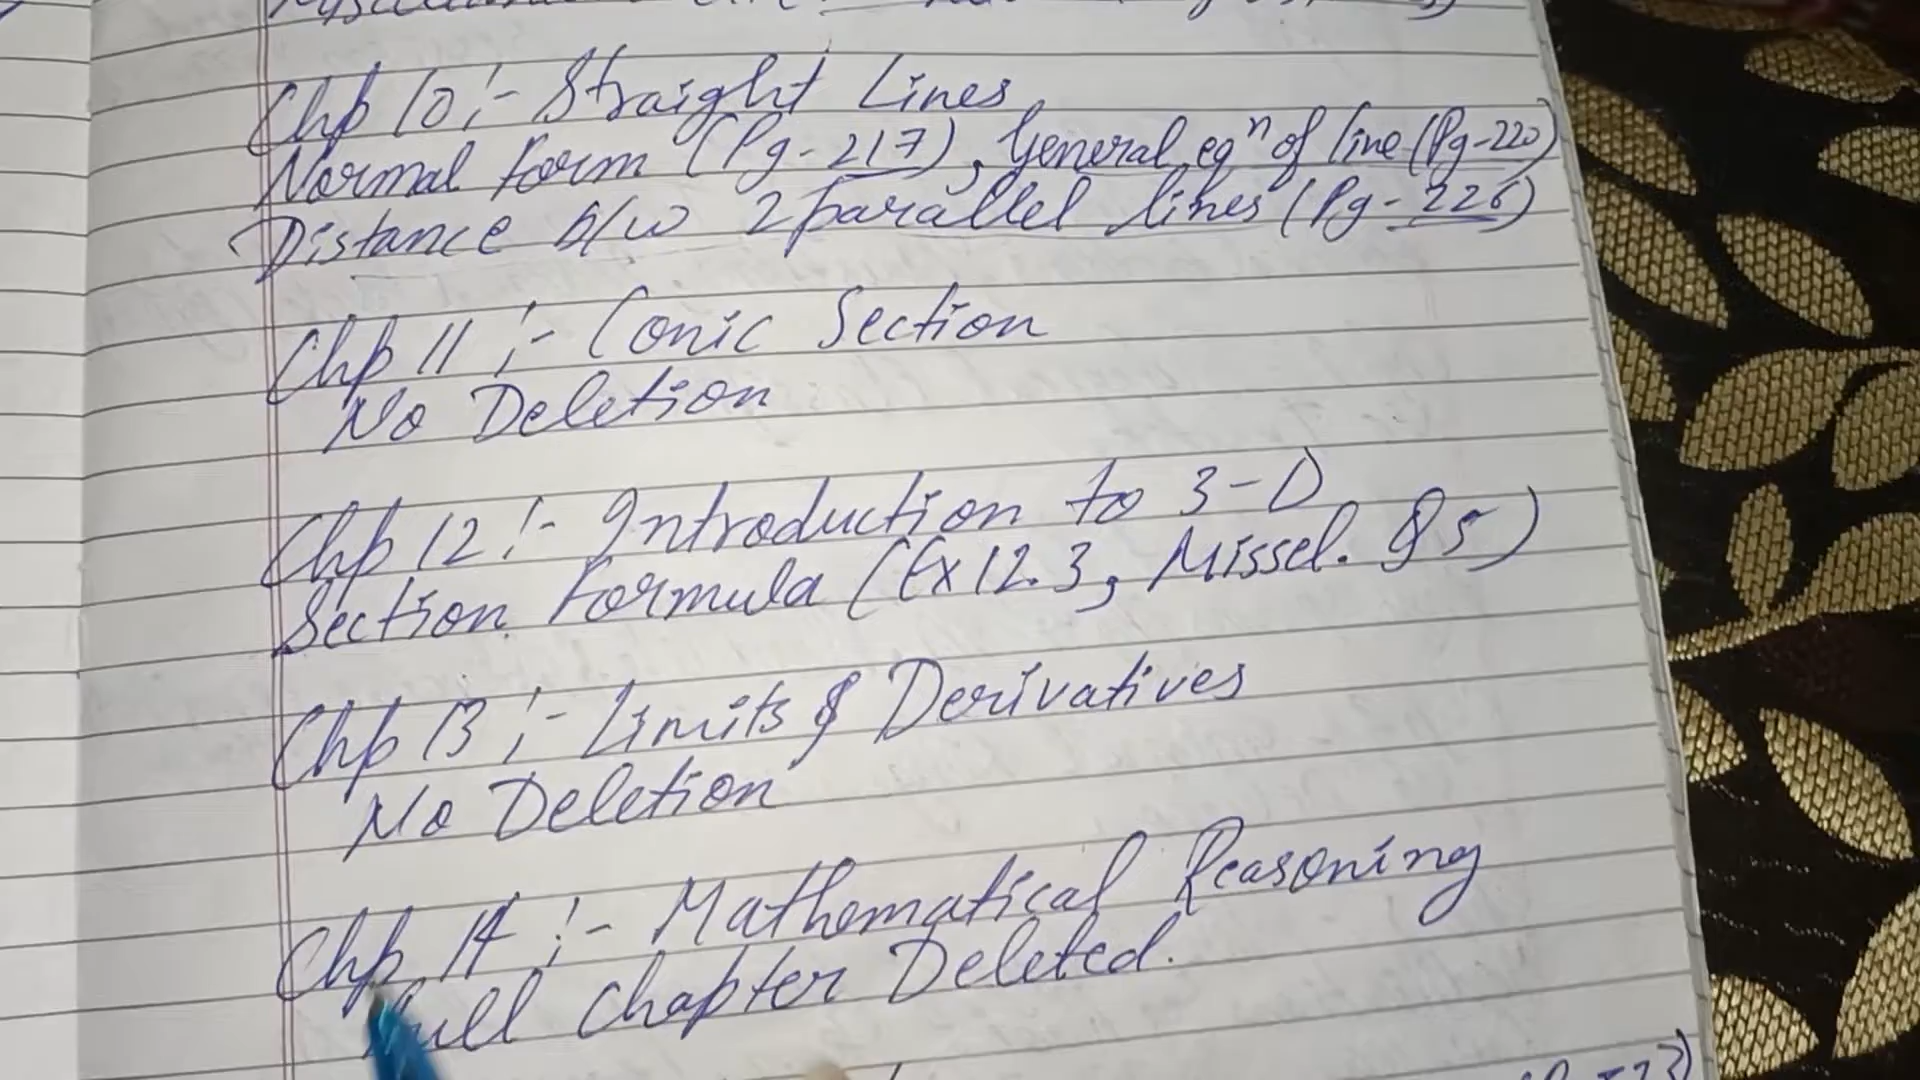 Chp 10:- Straight Lines
Normal Form (Pg-217), General eqⁿ of line (Pg-220)
Distance b/w 2 parallel lines (Pg-226)
Chp 11:- Conic Section
No Deletion
Chp 12:- Introduction to 3-D
Section Formula (Ex 12.3, Missel. Q5)
Chp 13:- Limits & Derivatives
No Deletion
Chp 14:- Mathematical Reasoning
Full Chapter Deleted.